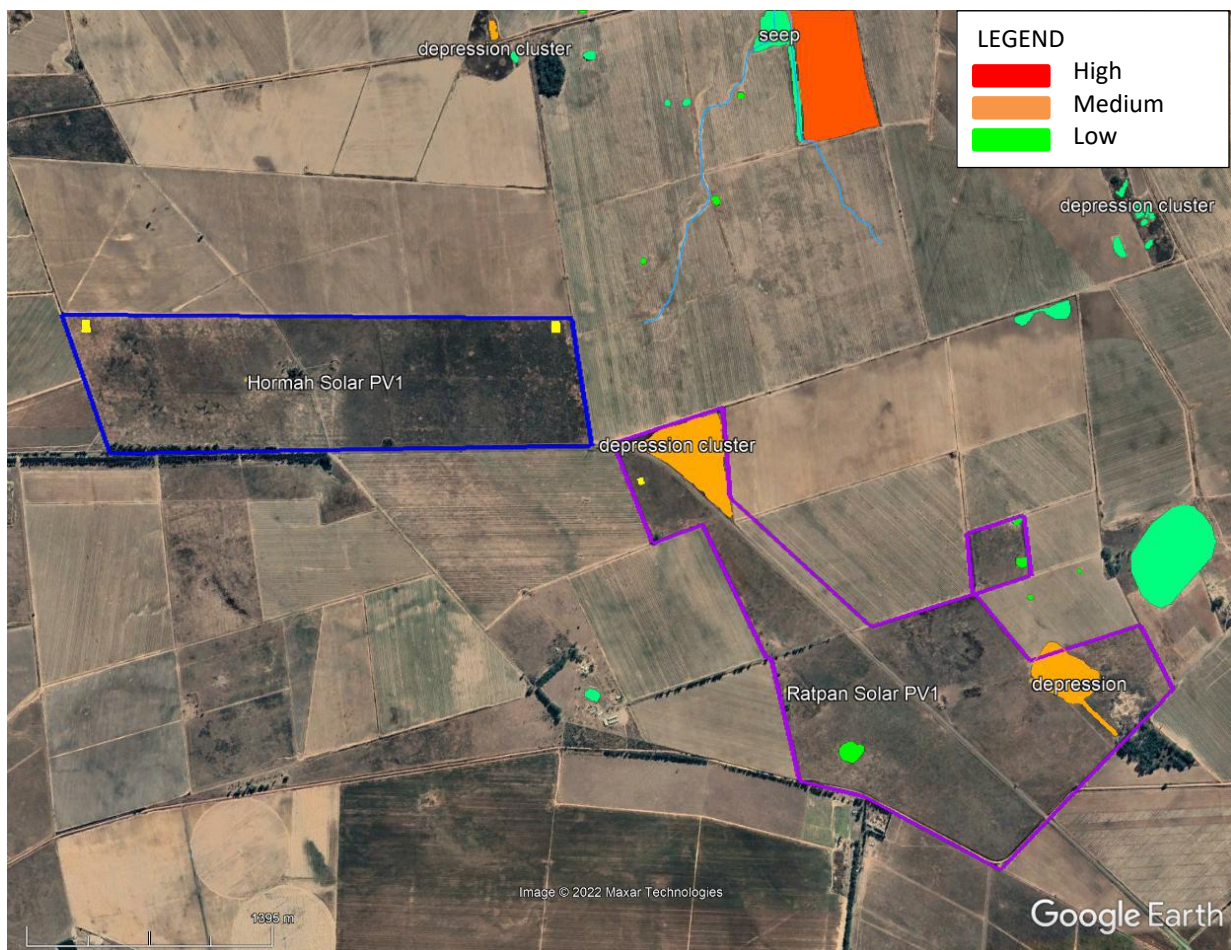 LEGEND
High
Medium
Low
seep
depression cluster
depression cluster
Hormah Solar PV1
depression cluster
Ratpan Solar PV1
depression
Image © 2022 Maxar Technologies
1395 m
Google Earth